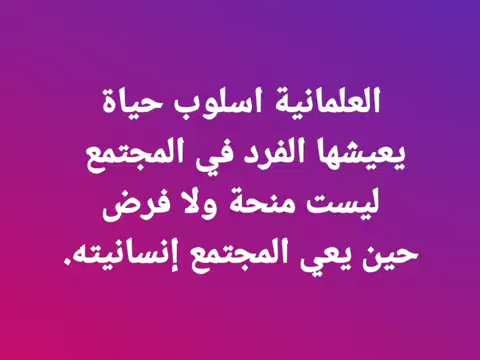 العلمانية اسلوب حياة
يعيشها الفرد في المجتمع
ليست منحة ولا فرض
حين يعي المجتمع إنسانيته.